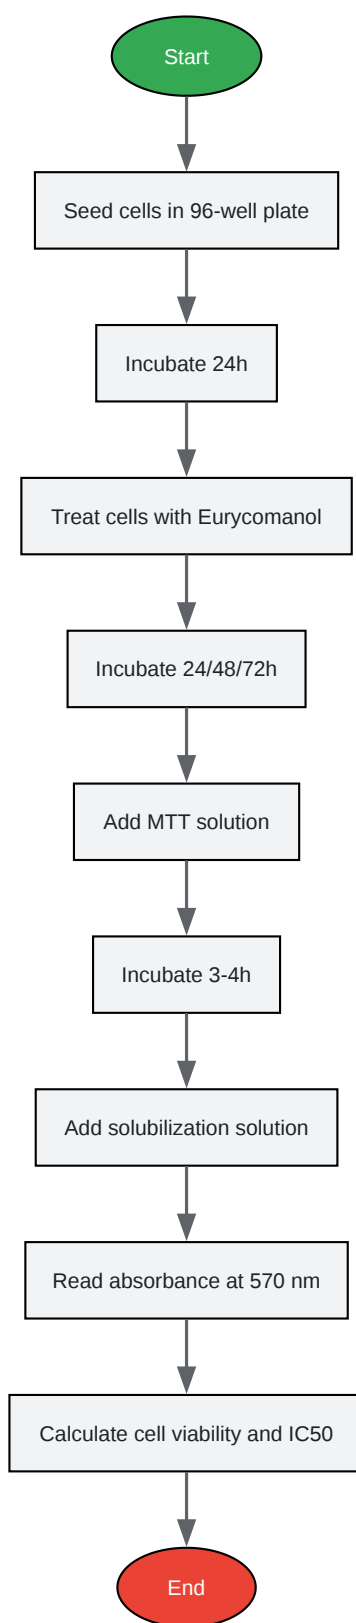 Start
Seed cells in 96-well plate
Incubate 24h
Treat cells with Eurycomanol
Incubate 24/48/72h
Add MTT solution
Incubate 3-4h
Add solubilization solution
Read absorbance at 570 nm
Calculate cell viability and IC50
End